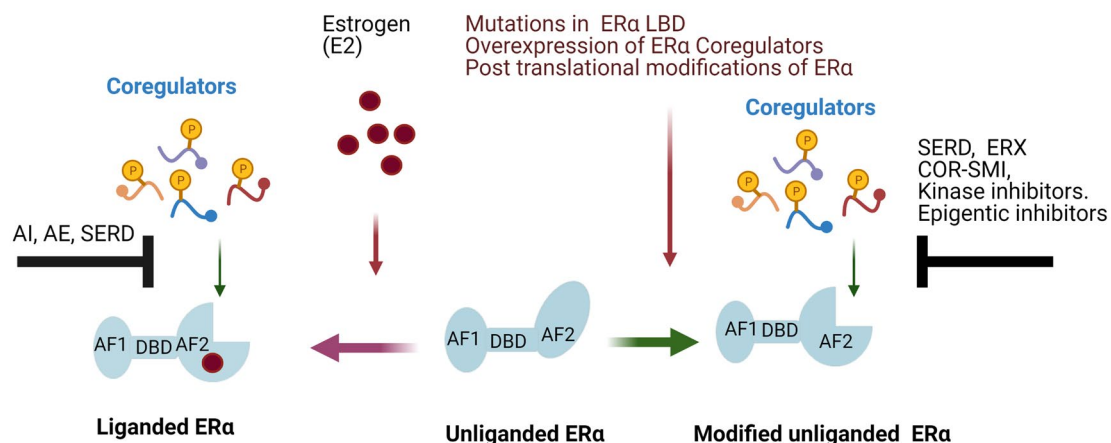 Estrogen
(E2)
Mutations in ERα LBD
Overexpression of ERα Coregulators
Post translational modifications of ERα
Coregulators
P
P
P
P
AI, AE, SERD
Coregulators
P
P
P
P
SERD, ERX
COR-SMI,
Kinase inhibitors.
Epigentic inhibitors
AF1 DBD AF2
AF1 DBD AF2
AF1 DBD AF2
Liganded ERα
Unliganded ERα
Modified unliganded ERα